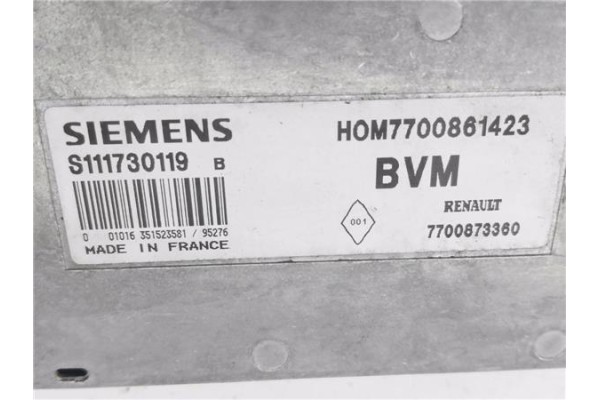 SIEMENS
S111730119 B
0 01016 351523581 / 95276
MADE IN FRANCE
HOM7700861423
BVM
001
RENAULT
7700873360